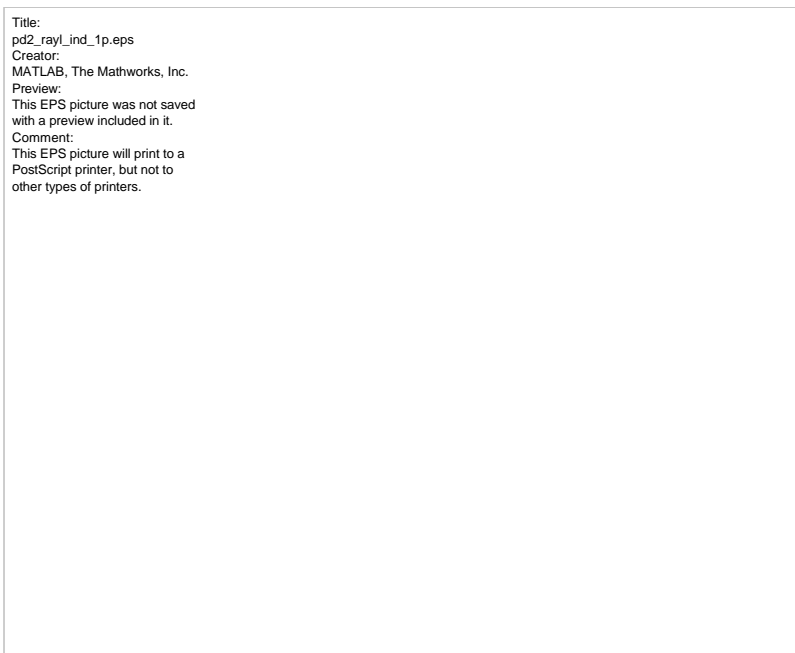 Title:
pd2_rayl_ind_1p.eps
Creator:
MATLAB, The Mathworks, Inc.
Preview:
This EPS picture was not saved
with a preview included in it.
Comment:
This EPS picture will print to a
PostScript printer, but not to
other types of printers.